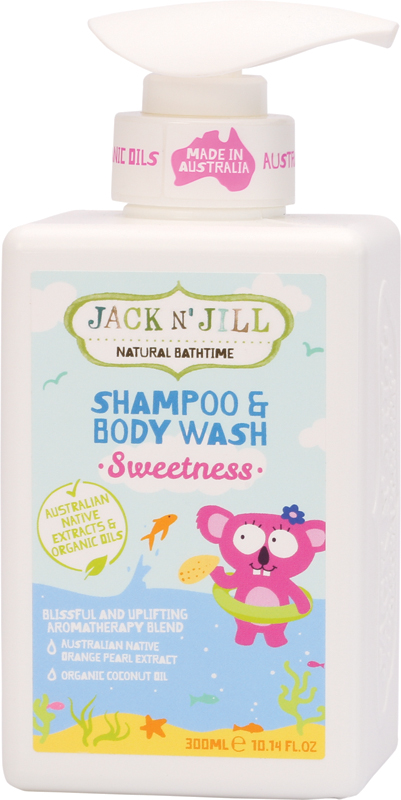 NIC OILS
MADE IN
AUSTRALIA
AUSTR
JACK N' JILL
NATURAL BATHTIME
SHAMPOO &
BODY WASH
• Sweetness •
AUSTRALIAN
NATIVE
EXTRACTS &
ORGANIC OILS
BLISSFUL AND UPLIFTING
AROMATHERAPY BLEND
AUSTRALIAN NATIVE
ORANGE PEARL EXTRACT
ORGANIC COCONUT OIL
300ML ℮ 10.14 FL.OZ